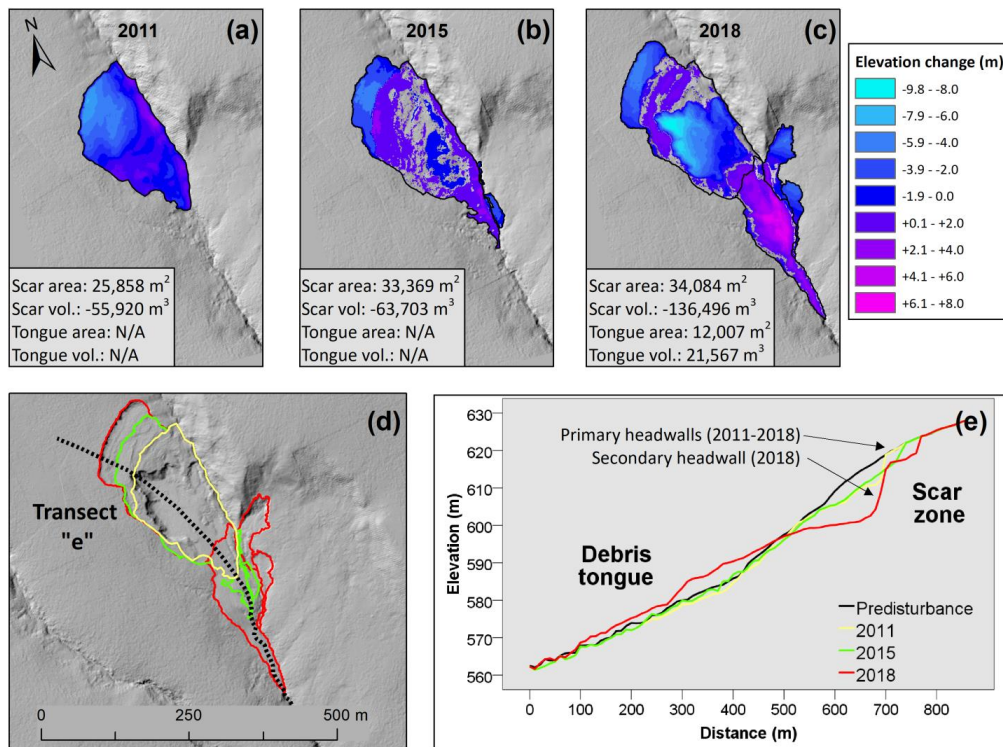 N
2011
(a)
Scar area: 25,858 m²
Scar vol.: -55,920 m³
Tongue area: N/A
Tongue vol.: N/A
2015
(b)
Scar area: 33,369 m²
Scar vol: -63,703 m³
Tongue area: N/A
Tongue vol.: N/A
2018
(c)
Scar area: 34,084 m²
Scar vol.: -136,496 m³
Tongue area: 12,007 m²
Tongue vol.: 21,567 m³
Elevation change (m)
-9.8 - -8.0
-7.9 - -6.0
-5.9 - -4.0
-3.9 - -2.0
-1.9 - 0.0
+0.1 - +2.0
+2.1 - +4.0
+4.1 - +6.0
+6.1 - +8.0
(d)
Transect
"e"
0 250 500 m
(e)
Primary headwalls (2011-2018)
Secondary headwall (2018)
Scar
zone
Debris
tongue
Predisturbance
2011
2015
2018
Elevation (m)
630
620
610
600
590
580
570
560
0 100 200 300 400 500 600 700 800
Distance (m)